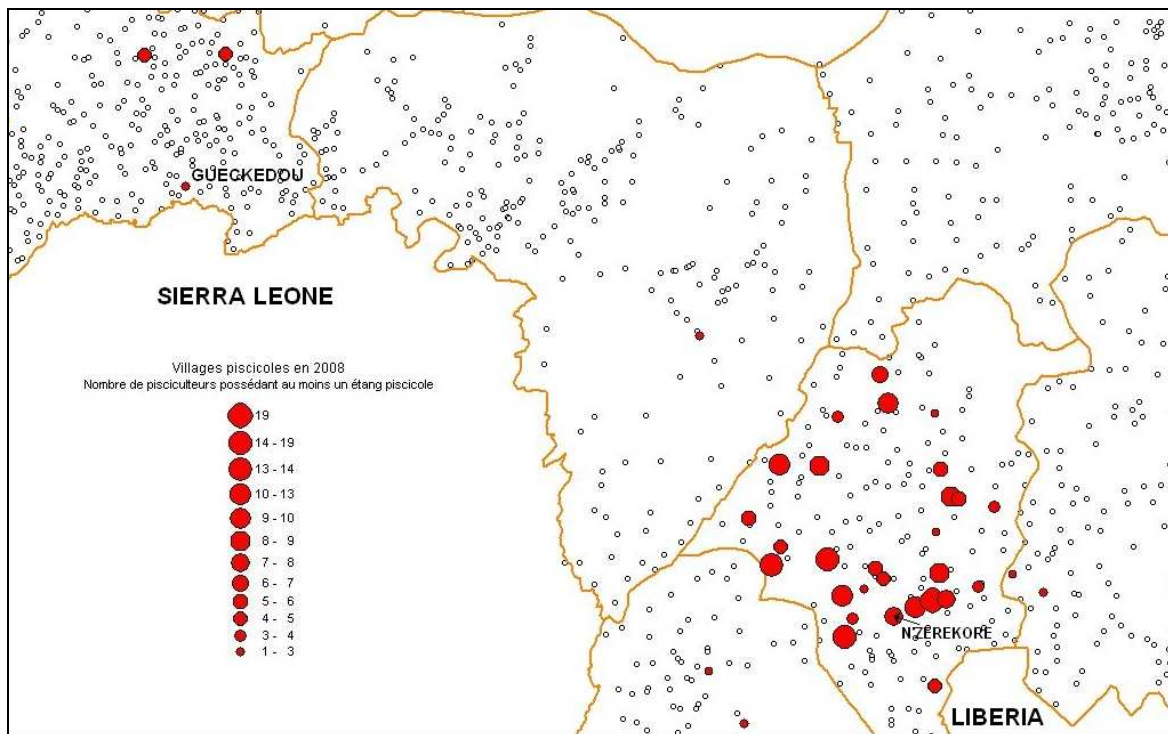 GUECKEDOU
SIERRA LEONE
Villages piscicoles en 2008
Nombre de pisciculteurs possédant au moins un étang piscicole
19
14 - 19
13 - 14
10 - 13
9 - 10
8 - 9
7 - 8
6 - 7
5 - 6
4 - 5
3 - 4
1 - 3
N'ZEREKORE
LIBERIA